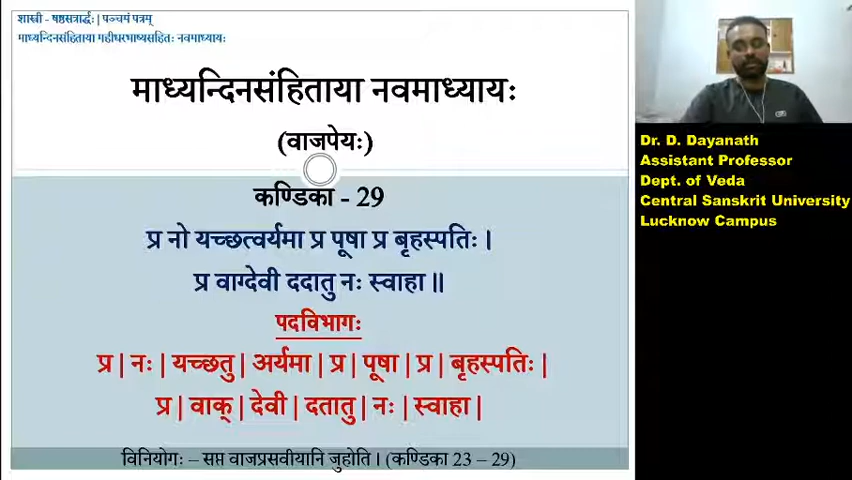 शास्त्री - षष्ठसत्रार्द्धः | पञ्चमं पत्रम्
माध्यन्दिनसंहिताया महीधरभाष्यसहितः नवमाध्यायः
माध्यन्दिनसंहिताया नवमाध्यायः
(वाजपेयः)
कण्डिका - 29
प्र नो यच्छत्वर्यमा प्र पूषा प्र बृहस्पतिः ।
प्र वाग्देवी ददातु नः स्वाहा ॥
पदविभागः
प्र | नः | यच्छतु | अर्यमा | प्र | पूषा | प्र | बृहस्पतिः |
प्र | वाक् | देवी | दतातु | नः | स्वाहा |
विनियोगः – सप्त वाजप्रसवीयानि जुहोति । (कण्डिका 23 – 29)
Dr. D. Dayanath
Assistant Professor
Dept. of Veda
Central Sanskrit University
Lucknow Campus